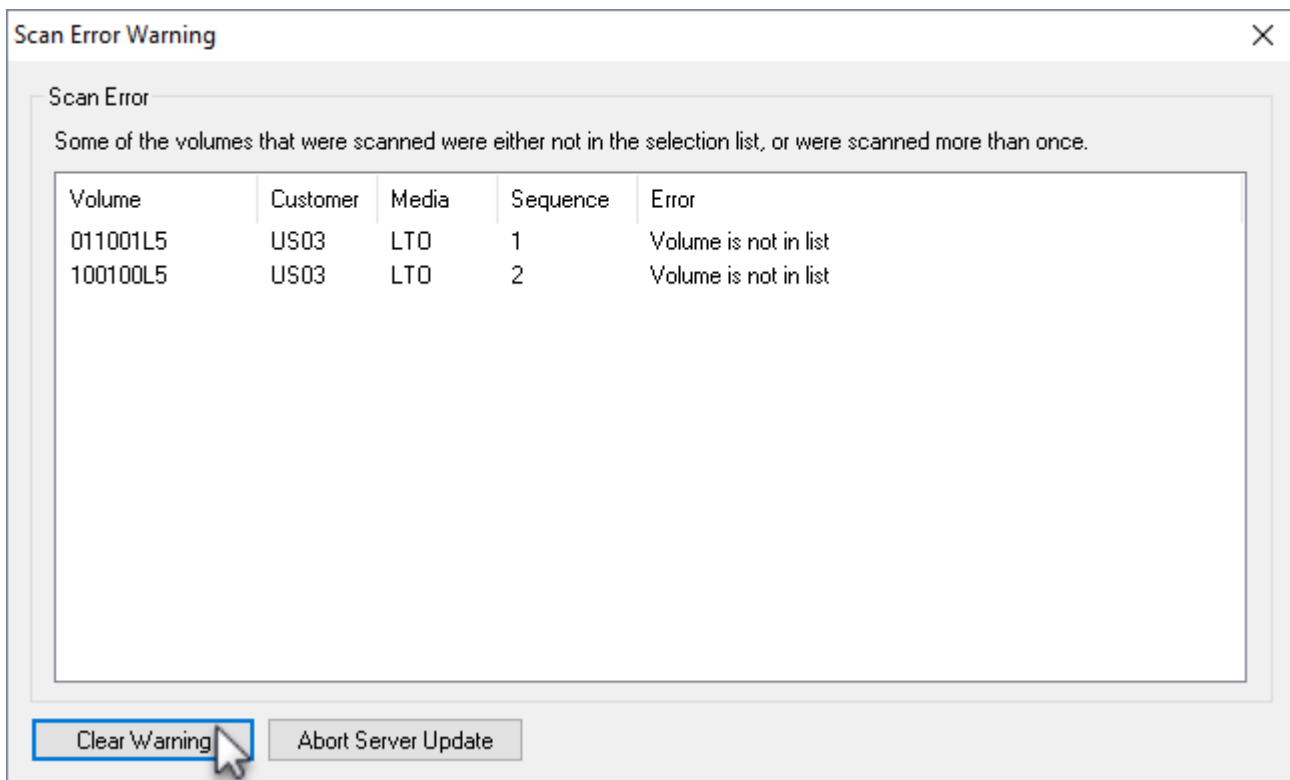 Scan Error Warning
Scan Error
Some of the volumes that were scanned were either not in the selection list, or were scanned more than once.
Volume Customer Media Sequence Error
011001L5 US03 LTO 1 Volume is not in list
100100L5 US03 LTO 2 Volume is not in list
Clear Warning Abort Server Update